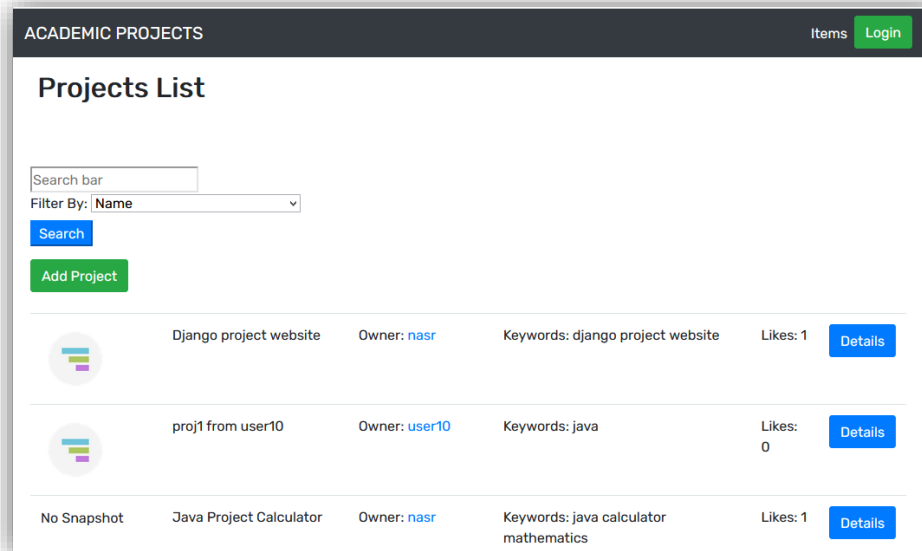 ACADEMIC PROJECTS Items Login
Projects List
Search bar
Filter By: Name
Search
Add Project
Django project website Owner: nasr Keywords: django project website Likes: 1 Details
proj1 from user10 Owner: user10 Keywords: java Likes: 0 Details
No Snapshot Java Project Calculator Owner: nasr Keywords: java calculator mathematics Likes: 1 Details